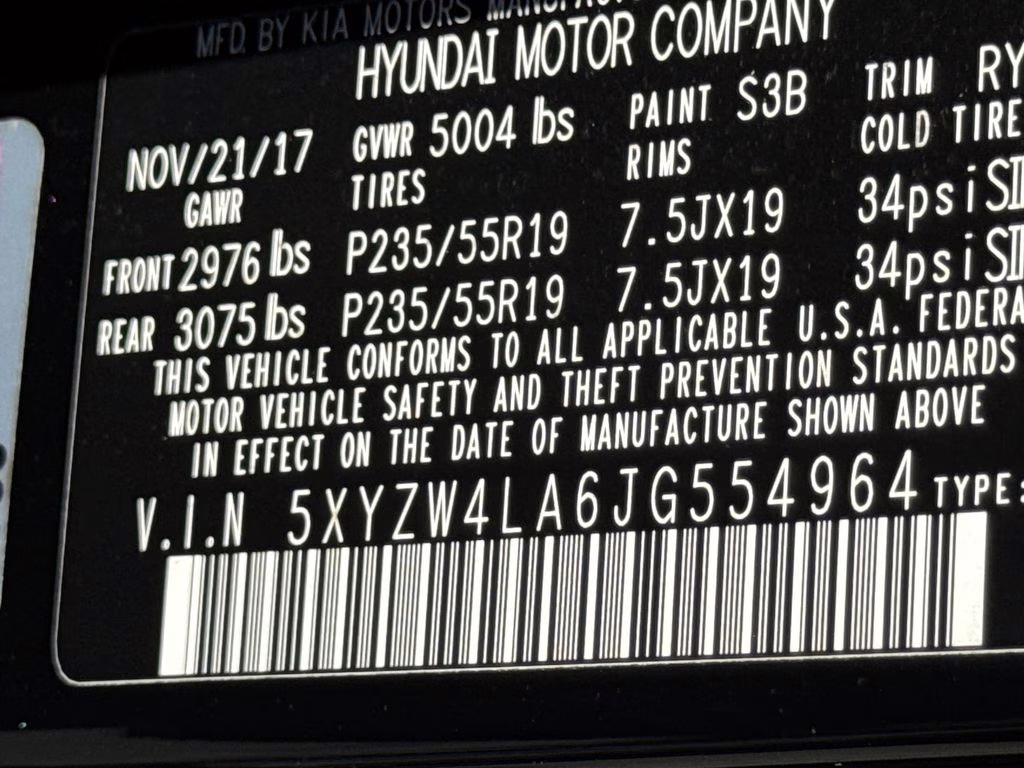 MFD. BY KIA MOTORS
HYUNDAI MOTOR COMPANY
NOV/21/17 GVWR 5004 lbs PAINT S3B TRIM RY
GAWR TIRES RIMS COLD TIRE
FRONT 2976 lbs P235/55R19 7.5JX19 34psi
REAR 3075 lbs P235/55R19 7.5JX19 34psi
THIS VEHICLE CONFORMS TO ALL APPLICABLE U.S.A. FEDERA
MOTOR VEHICLE SAFETY AND THEFT PREVENTION STANDARDS
IN EFFECT ON THE DATE OF MANUFACTURE SHOWN ABOVE
V.I.N 5XYZW4LA6JG554964 TYPE: